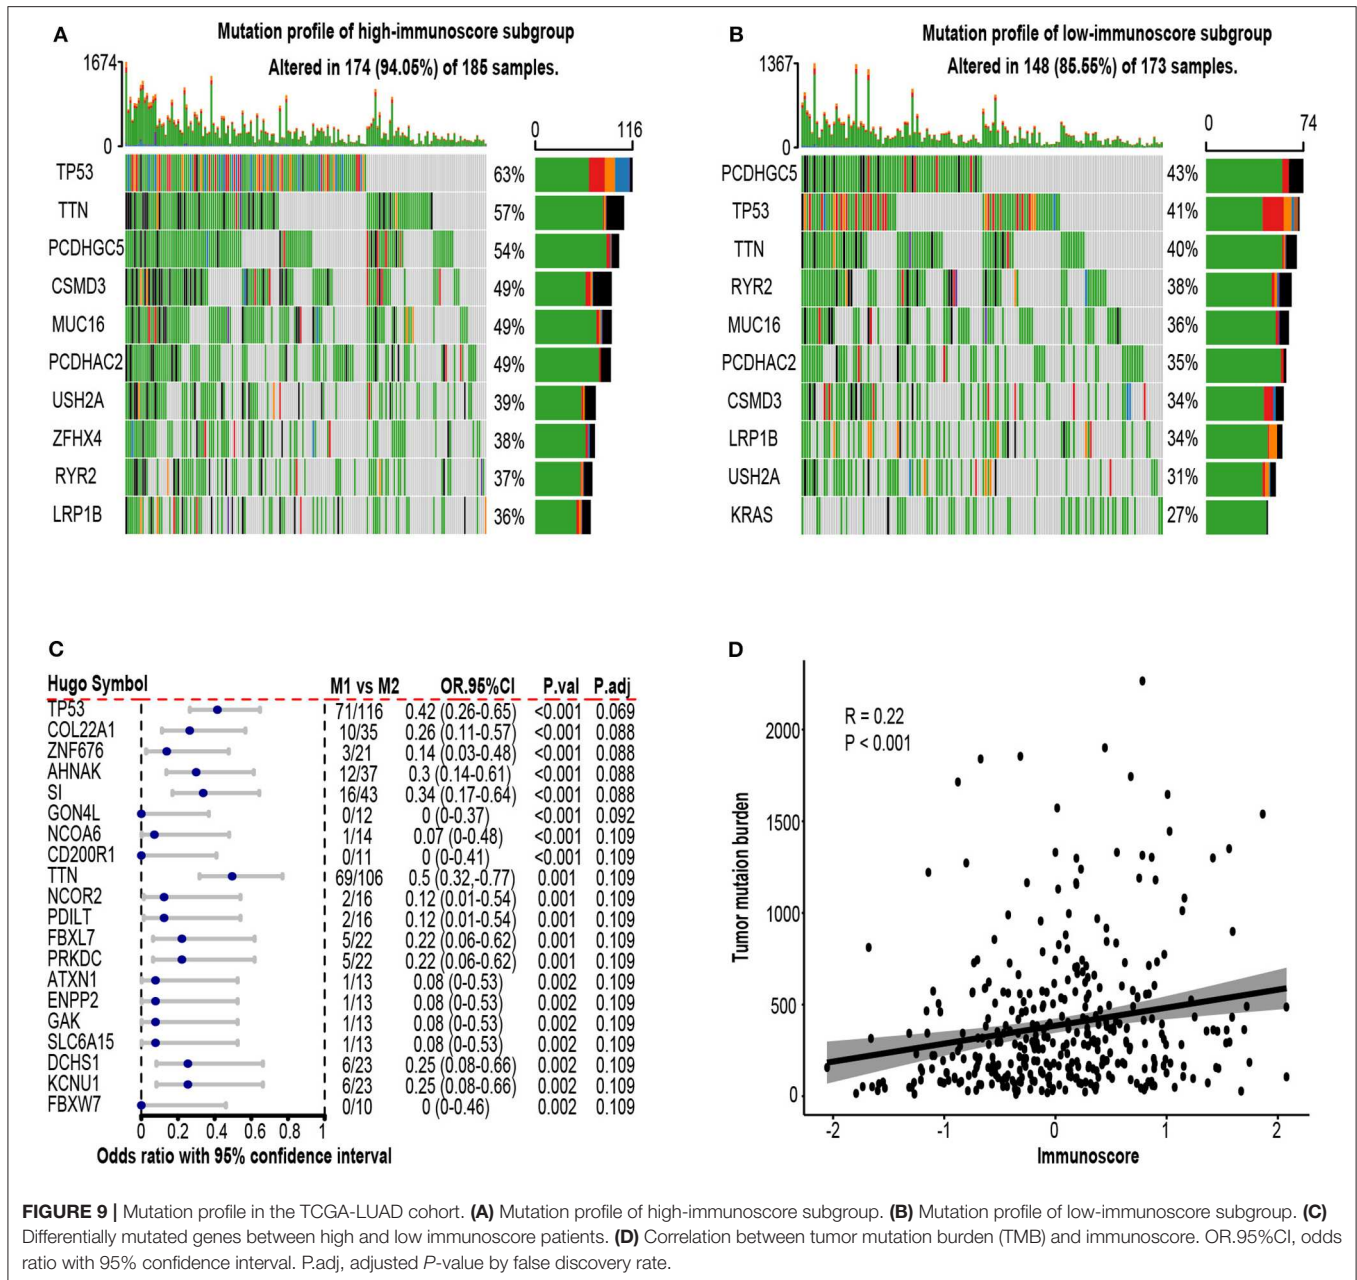 A
Mutation profile of high-immunoscore subgroup
Altered in 174 (94.05%) of 185 samples.
1674
0
0 116
TP53 63%
TTN 57%
PCDHGC5 54%
CSMD3 49%
MUC16 49%
PCDHAC2 49%
USH2A 39%
ZFHX4 38%
RYR2 37%
LRP1B 36%
B
Mutation profile of low-immunoscore subgroup
Altered in 148 (85.55%) of 173 samples.
1367
0
0 74
PCDHGC5 43%
TP53 41%
TTN 40%
RYR2 38%
MUC16 36%
PCDHAC2 35%
CSMD3 34%
LRP1B 34%
USH2A 31%
KRAS 27%
C
Hugo Symbol M1 vs M2 OR.95%CI P.val P.adj
TP53 71/116 0.42 (0.26-0.65) <0.001 0.069
COL22A1 10/35 0.26 (0.11-0.57) <0.001 0.088
ZNF676 3/21 0.14 (0.03-0.48) <0.001 0.088
AHNAK 12/37 0.3 (0.14-0.61) <0.001 0.088
SI 16/43 0.34 (0.17-0.64) <0.001 0.088
GON4L 0/12 0 (0-0.37) <0.001 0.092
NCOA6 1/14 0.07 (0-0.48) <0.001 0.109
CD200R1 0/11 0 (0-0.41) <0.001 0.109
TTN 69/106 0.5 (0.32,-0.77) 0.001 0.109
NCOR2 2/16 0.12 (0.01-0.54) 0.001 0.109
PDILT 2/16 0.12 (0.01-0.54) 0.001 0.109
FBXL7 5/22 0.22 (0.06-0.62) 0.001 0.109
PRKDC 5/22 0.22 (0.06-0.62) 0.001 0.109
ATXN1 1/13 0.08 (0-0.53) 0.002 0.109
ENPP2 1/13 0.08 (0-0.53) 0.002 0.109
GAK 1/13 0.08 (0-0.53) 0.002 0.109
SLC6A15 1/13 0.08 (0-0.53) 0.002 0.109
DCHS1 6/23 0.25 (0.08-0.66) 0.002 0.109
KCNU1 6/23 0.25 (0.08-0.66) 0.002 0.109
FBXW7 0/10 0 (0-0.46) 0.002 0.109
0 0.2 0.4 0.6 0.8 1
Odds ratio with 95% confidence interval
D
R = 0.22
P < 0.001
Tumor mutaion burden
2000
1500
1000
500
0
-2 -1 0 1 2
Immunoscore
FIGURE 9 | Mutation profile in the TCGA-LUAD cohort. (A) Mutation profile of high-immunoscore subgroup. (B) Mutation profile of low-immunoscore subgroup. (C)
Differentially mutated genes between high and low immunoscore patients. (D) Correlation between tumor mutation burden (TMB) and immunoscore. OR.95%CI, odds
ratio with 95% confidence interval. P.adj, adjusted P-value by false discovery rate.